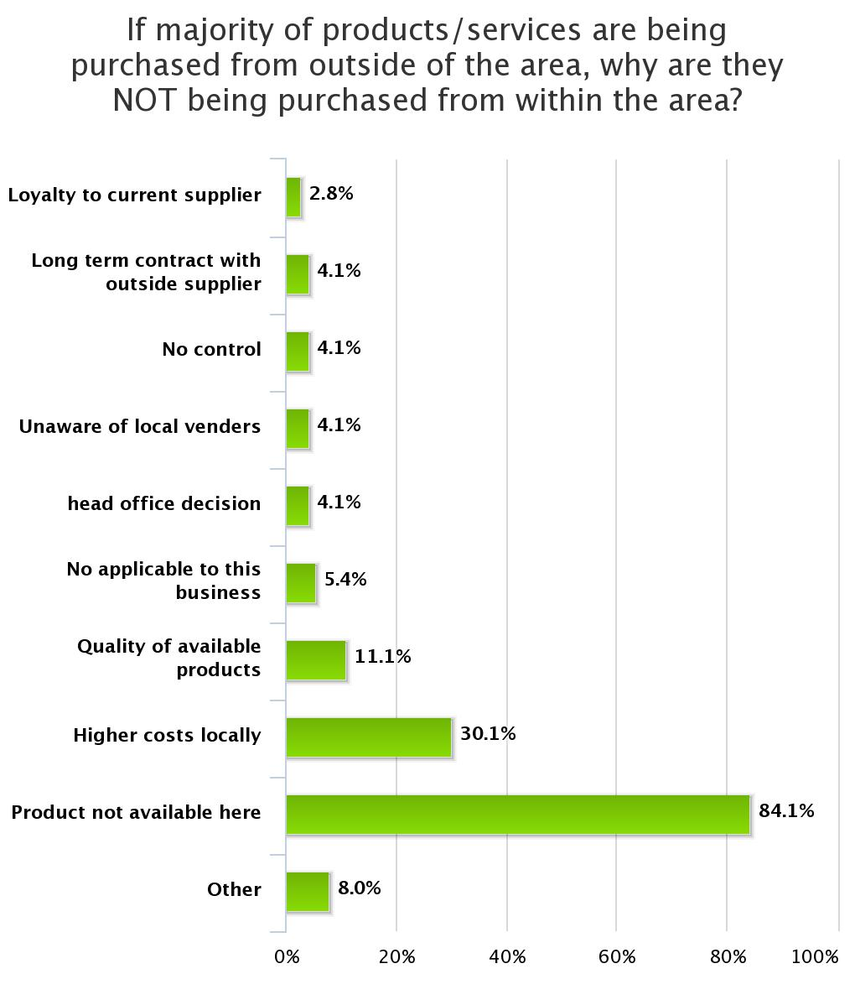 If majority of products/services are being
purchased from outside of the area, why are they
NOT being purchased from within the area?
Loyalty to current supplier
2.8%
Long term contract with
outside supplier
4.1%
No control
4.1%
Unaware of local venders
4.1%
head office decision
4.1%
No applicable to this
business
5.4%
Quality of available
products
11.1%
Higher costs locally
30.1%
Product not available here
84.1%
Other
8.0%
0% 20% 40% 60% 80% 100%